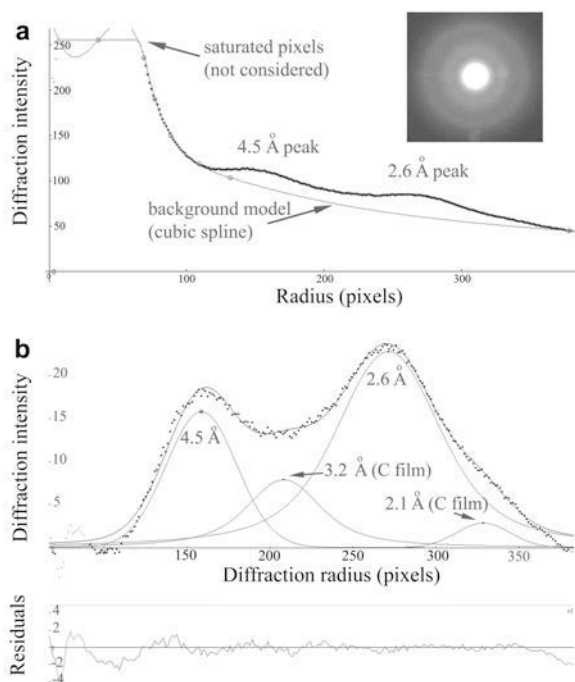 a
Diffraction intensity
250
200
150
100
50
0
0
100
200
300
saturated pixels
(not considered)
4.5 Å peak
2.6 Å peak
background model
(cubic spline)
Radius (pixels)
b
Diffraction intensity
20
15
10
5
4.5 Å
2.6 Å
3.2 Å (C film)
2.1 Å (C film)
150
200
250
300
350
Diffraction radius (pixels)
Residuals
4
2
-2
-4